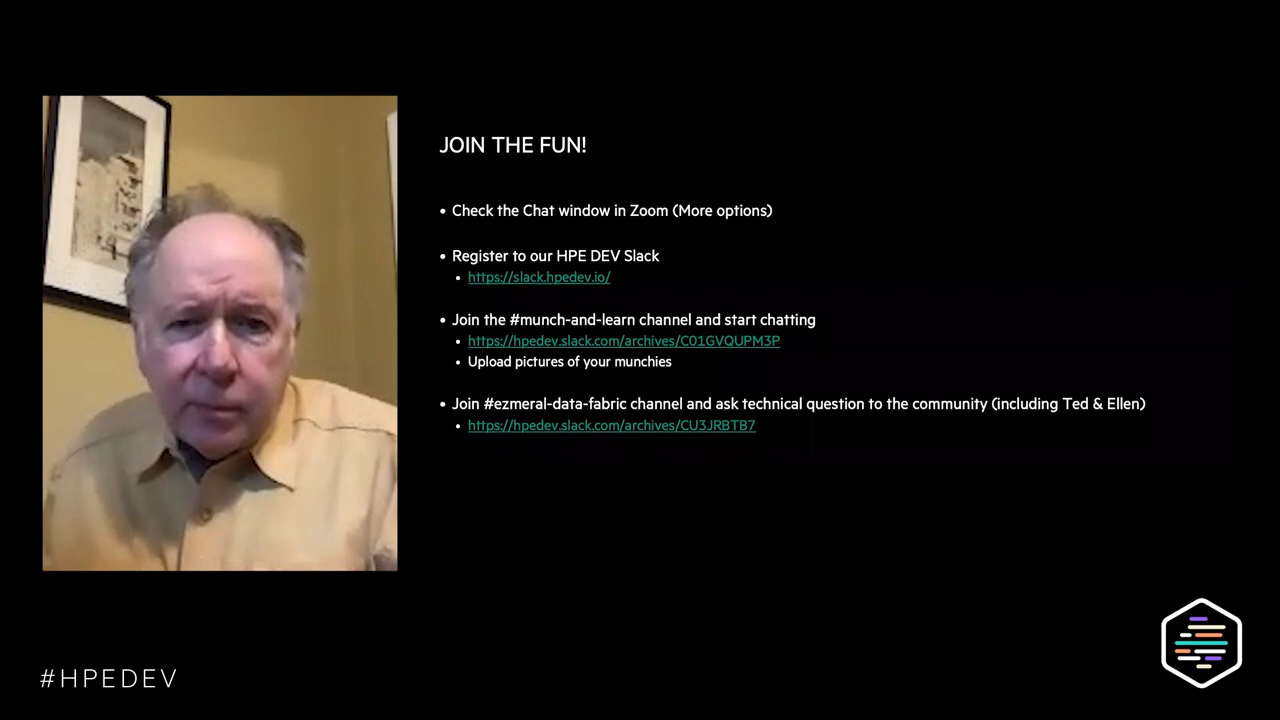 JOIN THE FUN!
• Check the Chat window in Zoom (More options)
• Register to our HPE DEV Slack
• https://slack.hpedev.io/
• Join the #munch-and-learn channel and start chatting
• https://hpedev.slack.com/archives/C01GVQUPM3P
• Upload pictures of your munchies
• Join #ezmeral-data-fabric channel and ask technical question to the community (including Ted & Ellen)
• https://hpedev.slack.com/archives/CU3JRBTB7
#HPEDEV